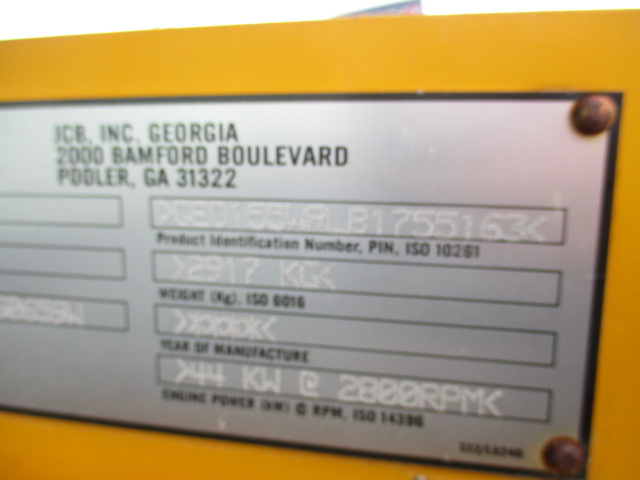 JCB, INC. GEORGIA
2000 BAMFORD BOULEVARD
POOLER, GA 31322
Product Identification Number, PIN, ISO 10261
>2917 KG<
WEIGHT (Kg), ISO 6016
YEAR OF MANUFACTURE
>44 KW @ 2800RPM<
ENGINE POWER (kW) @ RPM, ISO 14396